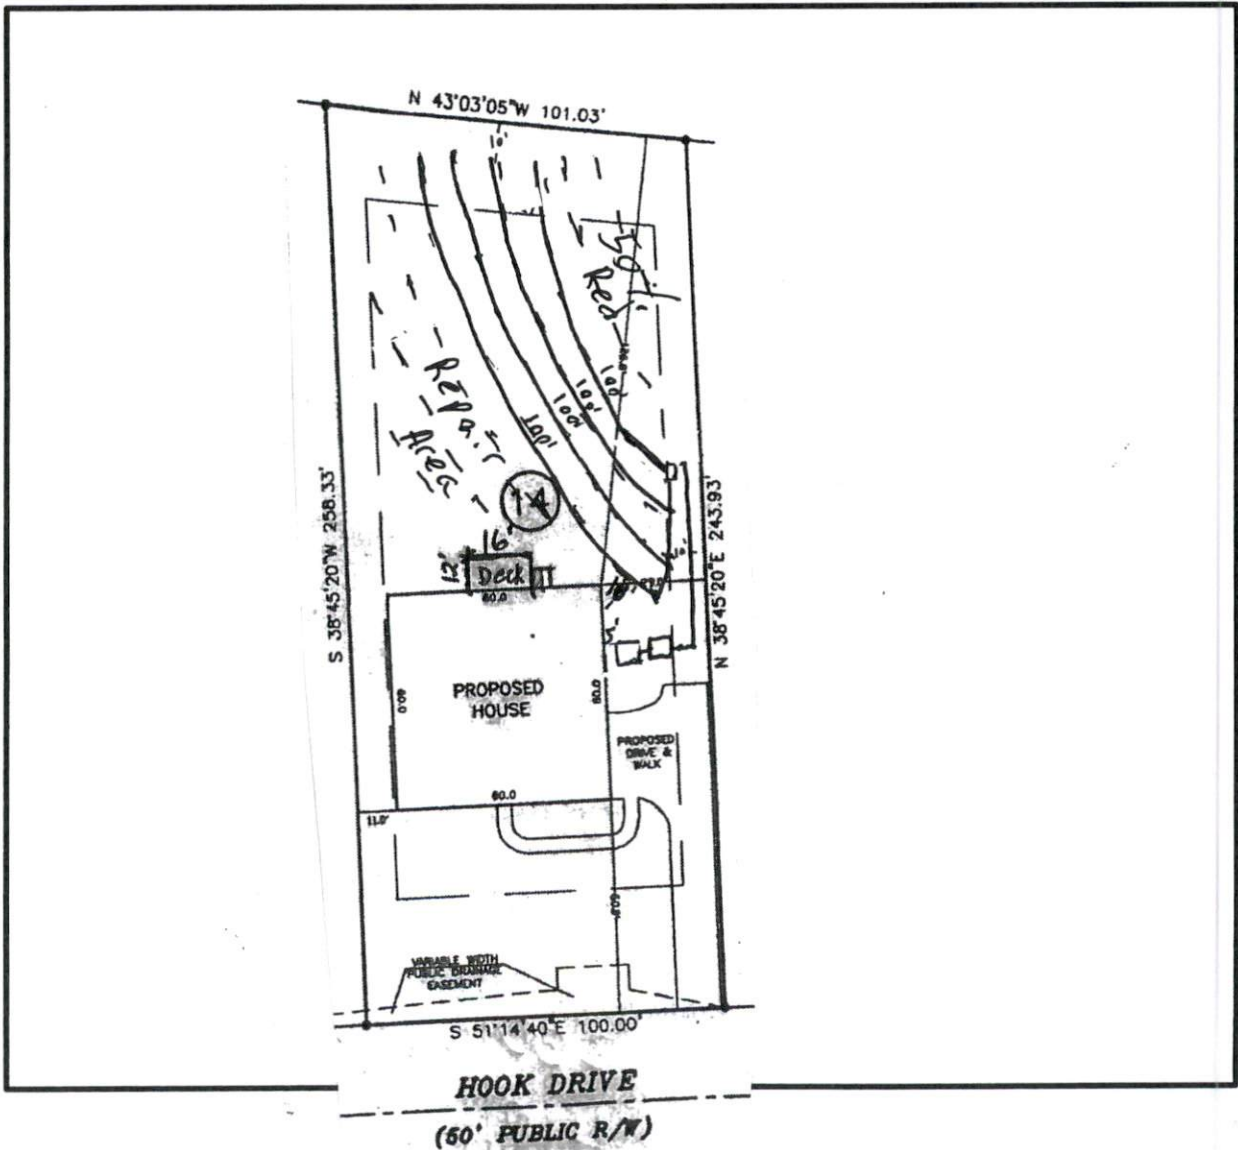 N 43°03'05"W 101.03'
10'
50'
Red.
100'
100'
100'
100'
Repair
Area
14
16'
12'
Deck
60.0
10'
5'
S 38°45'20"W 258.33'
N 38°45'20"E 243.93'
PROPOSED
HOUSE
60.0
60.0
PROPOSED
DRIVE &
WALK
60.0
11.0'
VARIABLE WIDTH
PUBLIC DRAINAGE
EASEMENT
S 51°14'40"E 100.00'
HOOK DRIVE
(50' PUBLIC R/W)